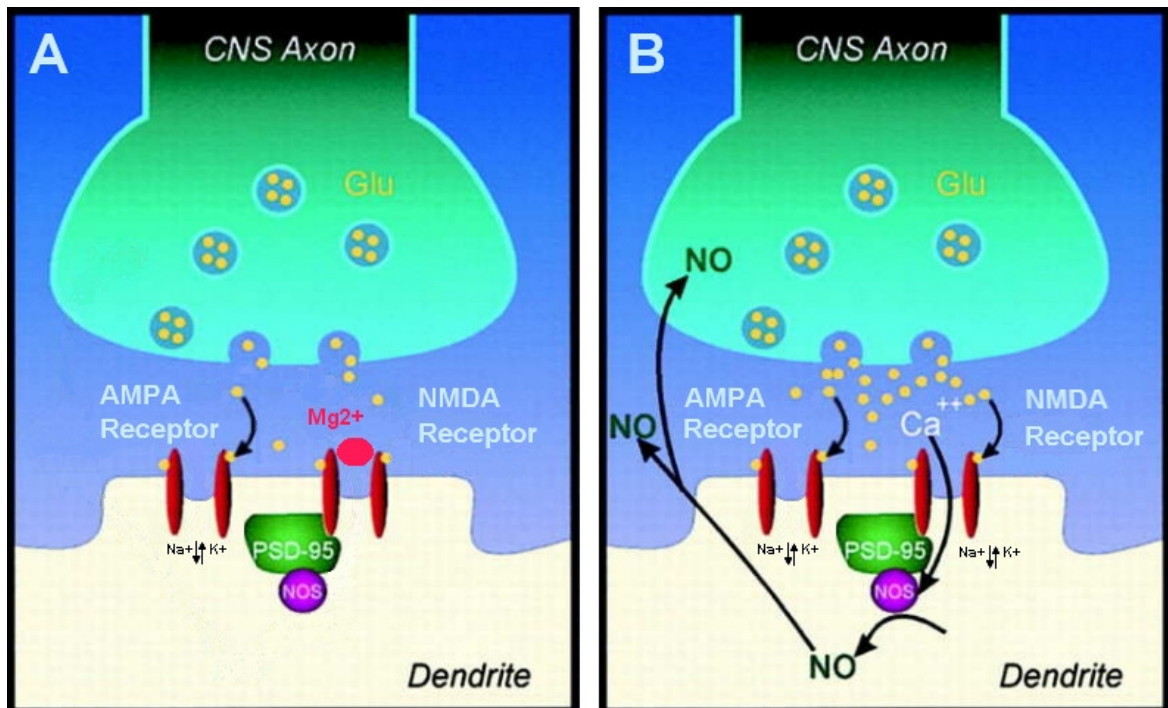 A
CNS Axon
Glu
AMPA
Receptor
Mg2+
NMDA
Receptor
Na+ K+
PSD-95
NOS
Dendrite
B
CNS Axon
Glu
NO
NO
AMPA
Receptor
Ca++
NMDA
Receptor
Na+ K+
PSD-95
Na+ K+
NOS
NO
Dendrite